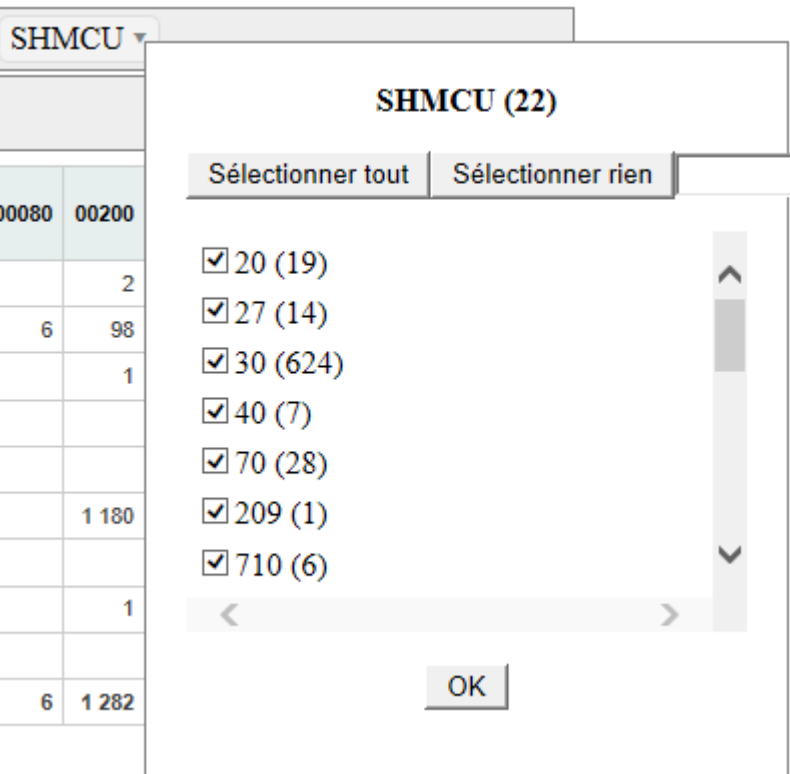 SHMCU
SHMCU (22)
Sélectionner tout Sélectionner rien
00200
20 (19)
2
27 (14)
6 98
30 (624)
1
40 (7)
70 (28)
209 (1)
1 180
710 (6)
1
OK
6 1 282